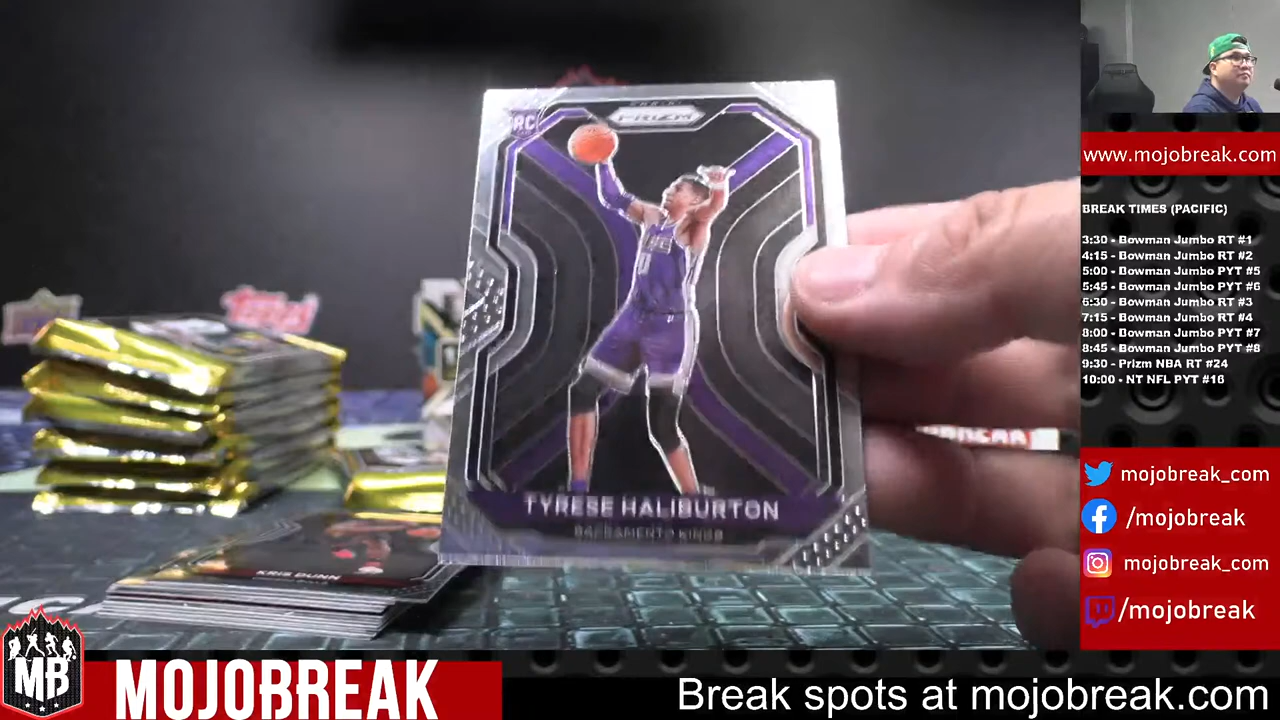 RC
PRIZM
TYRESE HALIBURTON
SACRAMENTO KINGS
Topps
KRIS DUNN
MB
MOJOBREAK
Break spots at mojobreak.com
www.mojobreak.com
BREAK TIMES (PACIFIC)
3:30 - Bowman Jumbo RT #1
4:15 - Bowman Jumbo RT #2
5:00 - Bowman Jumbo PYT #5
5:45 - Bowman Jumbo PYT #6
6:30 - Bowman Jumbo RT #3
7:15 - Bowman Jumbo RT #4
8:00 - Bowman Jumbo PYT #7
8:45 - Bowman Jumbo PYT #8
9:30 - Prizm NBA RT #24
10:00 - NT NFL PYT #16
mojobreak_com
/mojobreak
mojobreak_com
/mojobreak